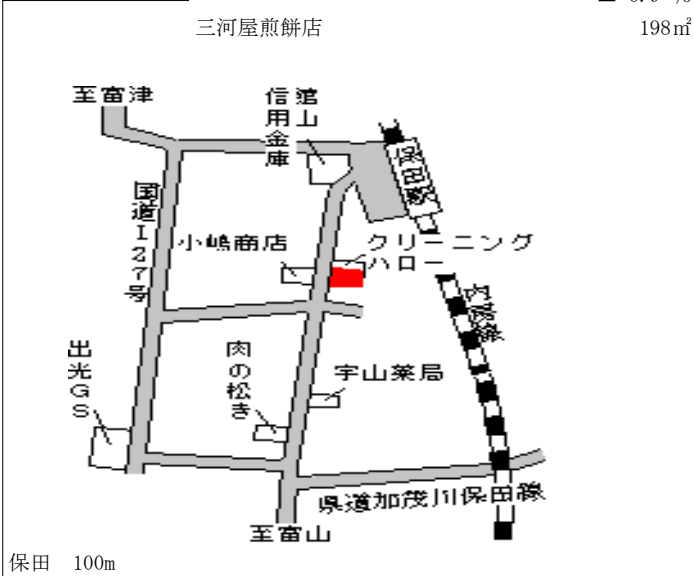 三河屋煎餅店
198㎡
至富津
信用金庫
館山
保田駅
国道127号
小嶋商店
クリーニング
ハロー
内房線
出光GS
肉の松き
宇山薬局
県道加茂川保田線
至富山
保田 100m